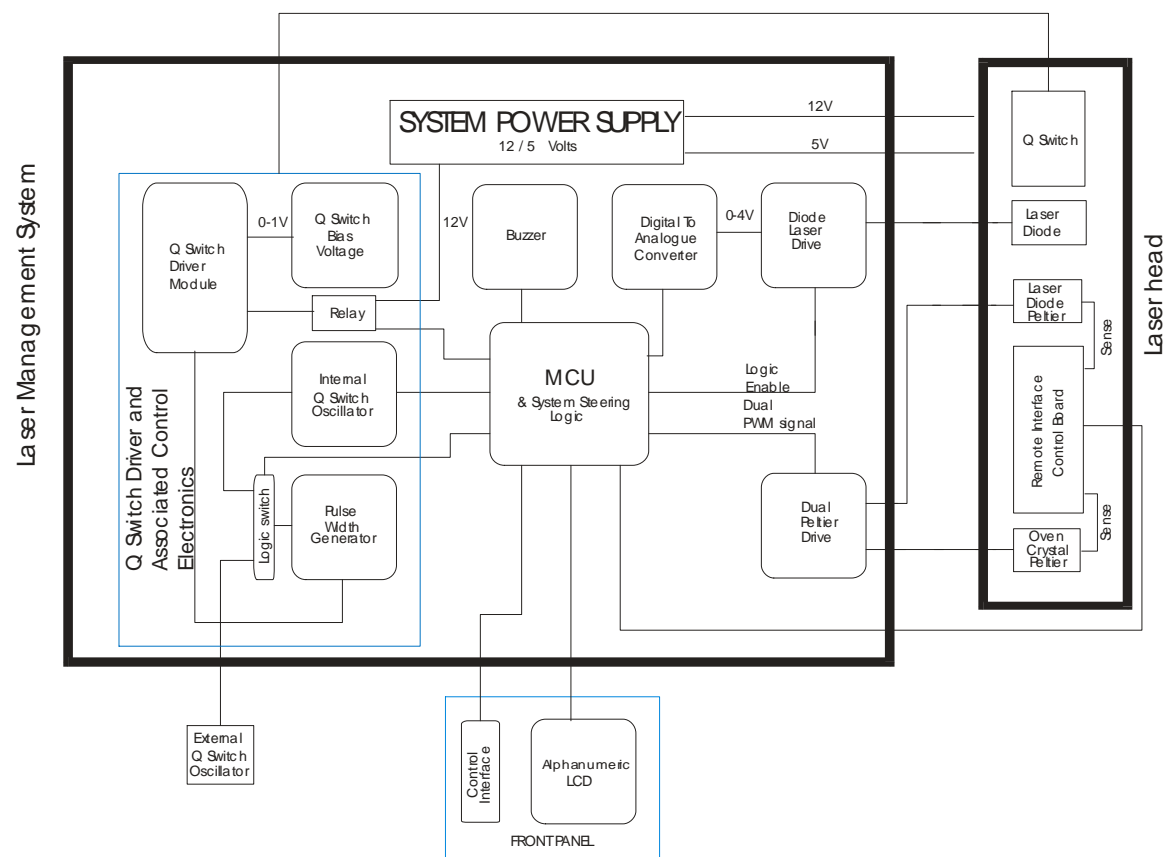 Laser Management System
SYSTEM POWER SUPPLY
12 / 5 Volts
12V
5V
Q Switch
Driver
Module
0-1V
Q Switch
Bias
Voltage
12V
Buzzer
Digital To
Analogue
Converter
0-4V
Diode
Laser
Drive
Relay
Internal
Q Switch
Oscillator
MCU
& System Steering
Logic
Logic
Enable
Dual
PWM signal
Q Switch Driver and
Associated Control
Electronics
Logic switch
Pulse
Width
Generator
Dual
Peltier
Drive
Q Switch
Laser
Diode
Laser
Diode
Peltier
Sense
Remote Interface
Control Board
Sense
Oven
Crystal
Peltier
Laser head
External
Q Switch
Oscillator
Control
Interface
Alphanumeric
LCD
FRONT PANEL